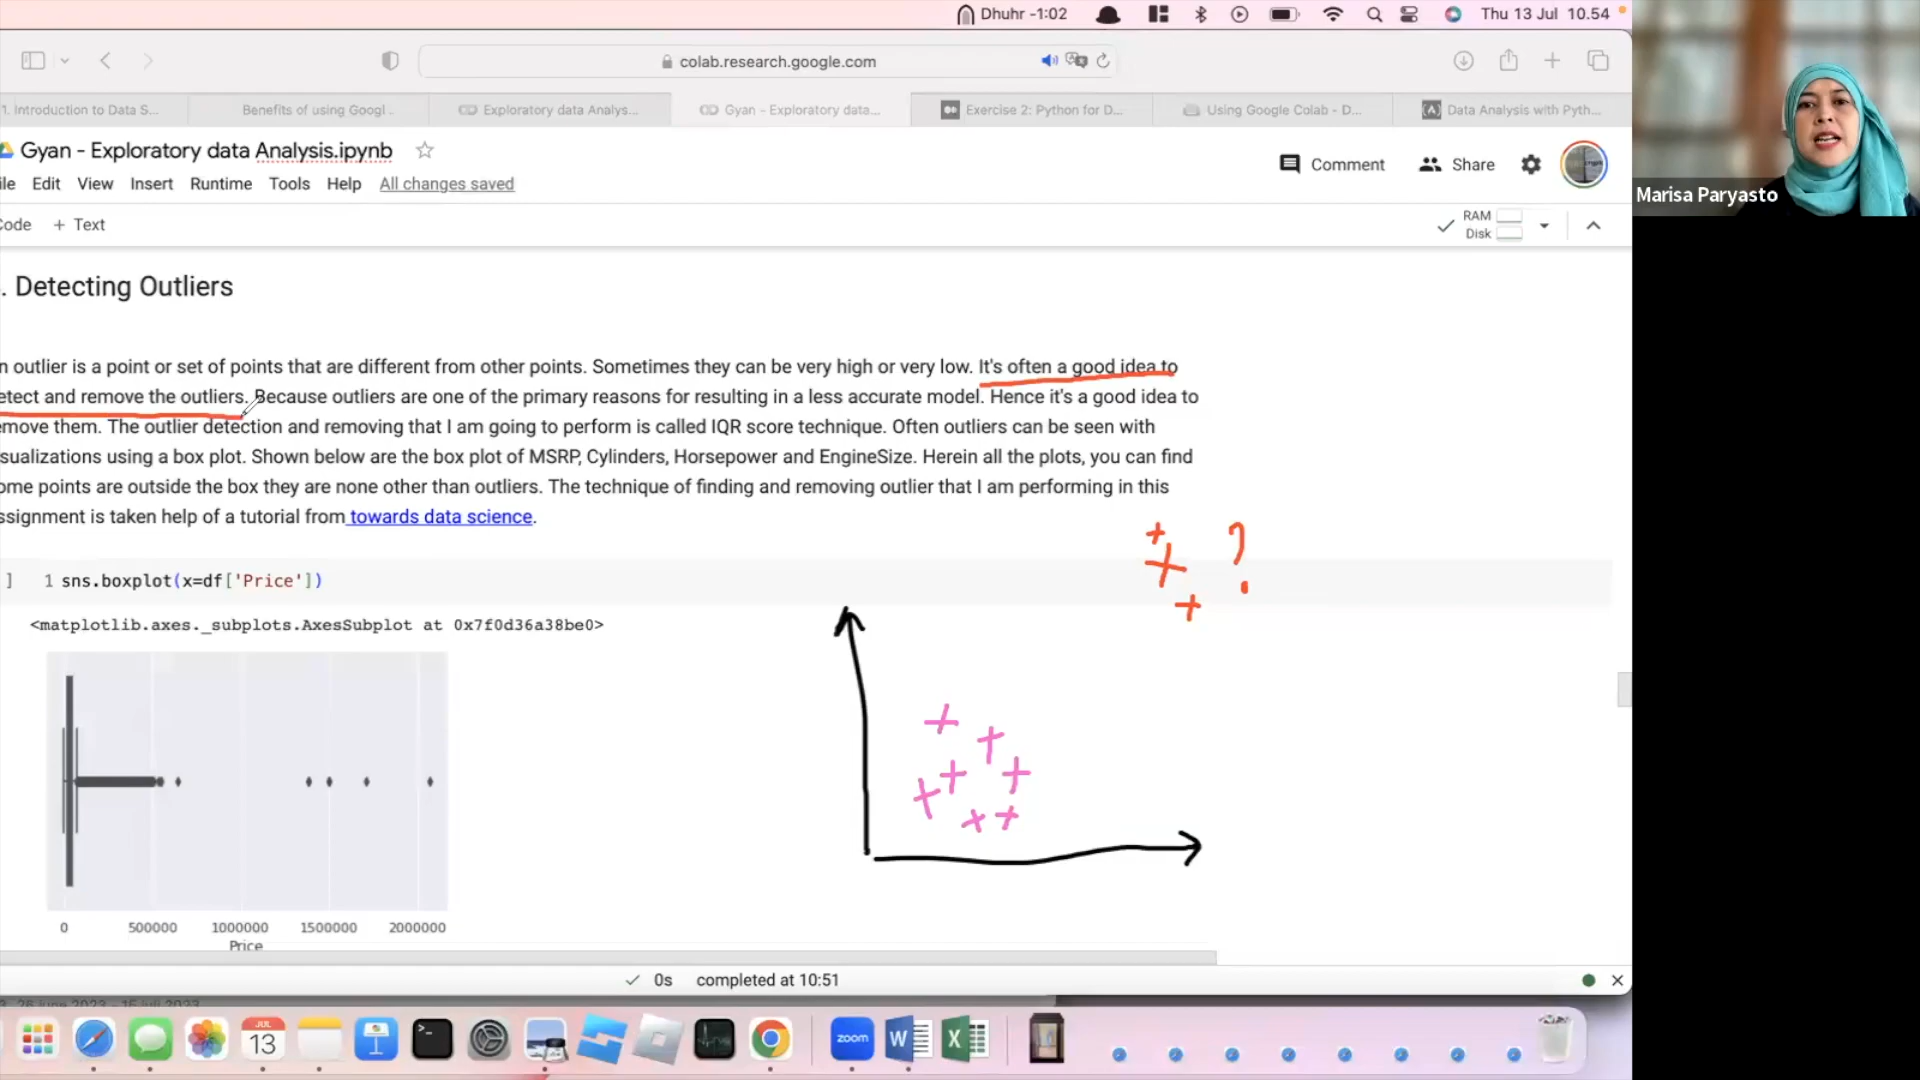 Dhuhr -1:02
Thu 13 Jul 10.54
colab.research.google.com
1. Introduction to Data S...
Benefits of using Googl
Exploratory data Analys...
Gyan - Exploratory data...
Exercise 2: Python for D...
Using Google Colab - D...
Data Analysis with Pyth...
Gyan - Exploratory data Analysis.ipynb
Comment
Share
ile Edit View Insert Runtime Tools Help All changes saved
Code + Text
RAM
Disk
Marisa Paryasto
. Detecting Outliers
n outlier is a point or set of points that are different from other points. Sometimes they can be very high or very low. It's often a good idea to
etect and remove the outliers. Because outliers are one of the primary reasons for resulting in a less accurate model. Hence it's a good idea to
emove them. The outlier detection and removing that I am going to perform is called IQR score technique. Often outliers can be seen with
sualizations using a box plot. Shown below are the box plot of MSRP, Cylinders, Horsepower and EngineSize. Herein all the plots, you can find
ome points are outside the box they are none other than outliers. The technique of finding and removing outlier that I am performing in this
ssignment is taken help of a tutorial from towards data science.
?
] 1 sns.boxplot(x=df['Price'])
<matplotlib.axes._subplots.AxesSubplot at 0x7f0d36a38be0>
0 500000 1000000 1500000 2000000
Price
0s completed at 10:51
JUL
13
zoom
W
X